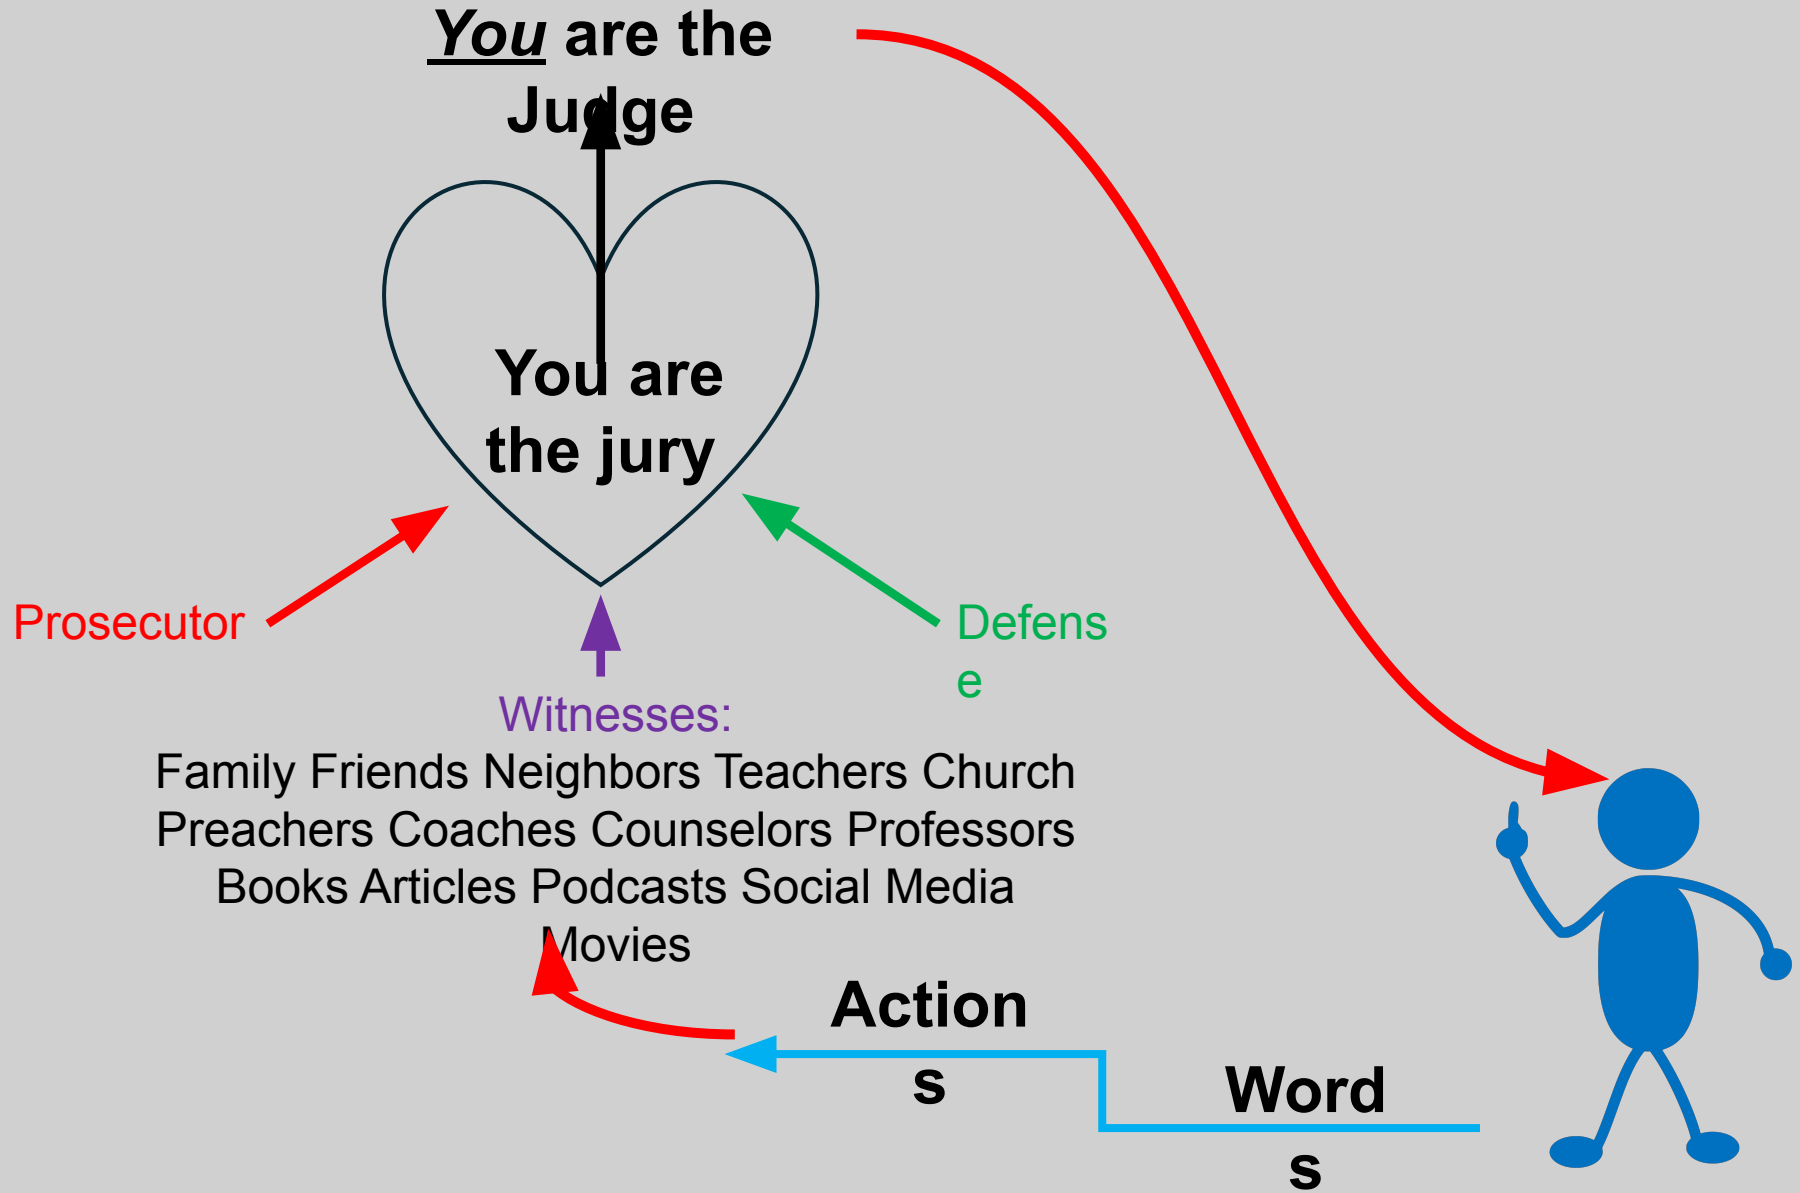 You are the
Judge
You are
the jury
Prosecutor
Defens
e
Witnesses:
Family Friends Neighbors Teachers Church
Preachers Coaches Counselors Professors
Books Articles Podcasts Social Media
Movies
Action
s
Word
s